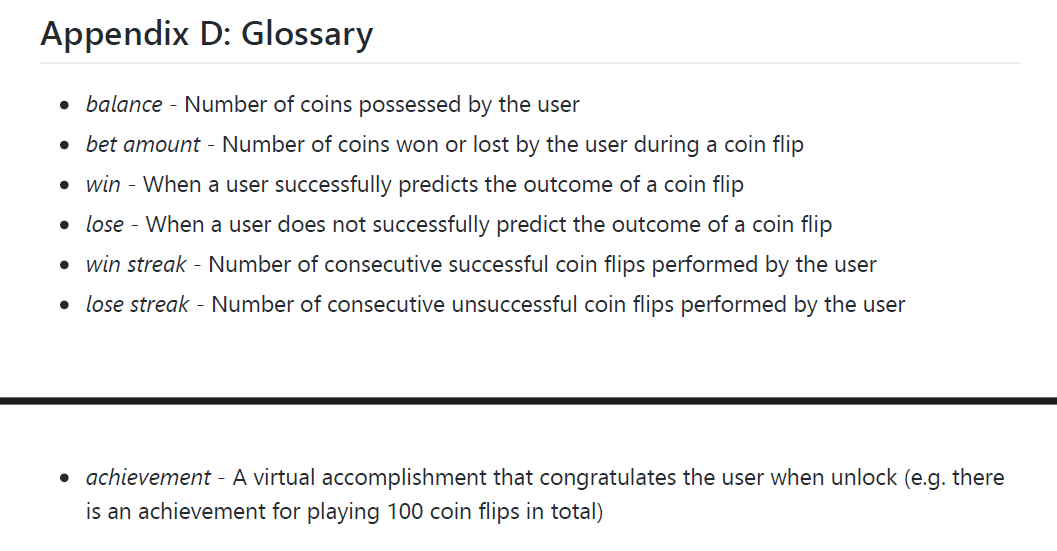 Appendix D: Glossary
• balance - Number of coins possessed by the user
• bet amount - Number of coins won or lost by the user during a coin flip
• win - When a user successfully predicts the outcome of a coin flip
• lose - When a user does not successfully predict the outcome of a coin flip
• win streak - Number of consecutive successful coin flips performed by the user
• lose streak - Number of consecutive unsuccessful coin flips performed by the user
• achievement - A virtual accomplishment that congratulates the user when unlock (e.g. there
is an achievement for playing 100 coin flips in total)